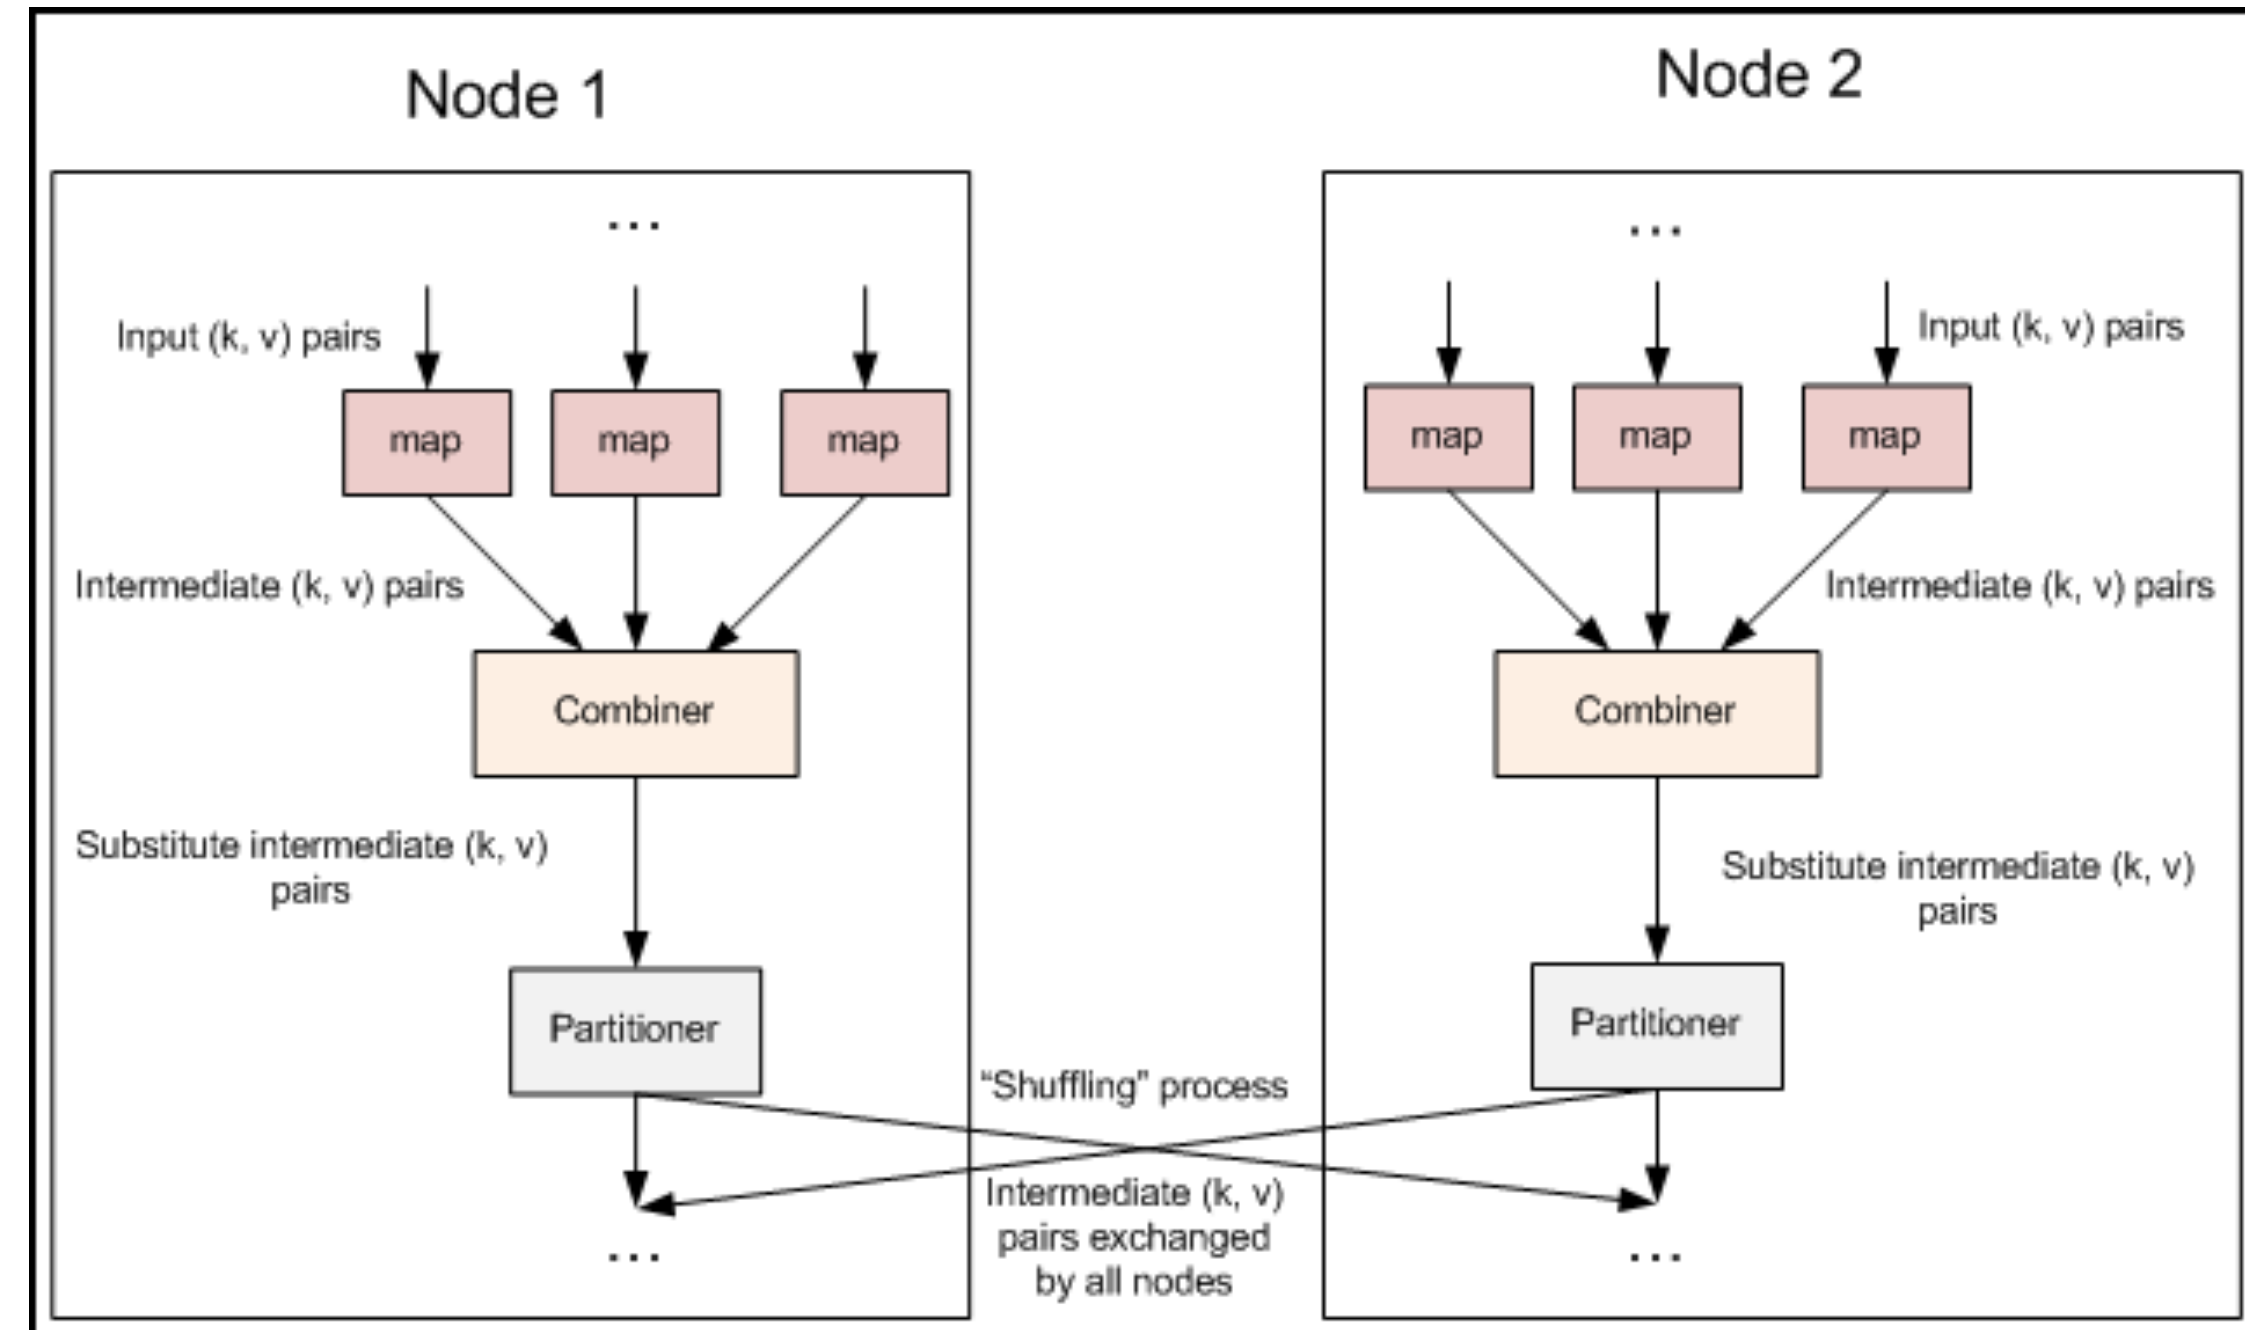 Node 1
...
Input (k, v) pairs
map
map
map
Intermediate (k, v) pairs
Combiner
Substitute intermediate (k, v)
pairs
Partitioner
...
Node 2
...
Input (k, v) pairs
map
map
map
Intermediate (k, v) pairs
Combiner
Substitute intermediate (k, v)
pairs
Partitioner
...
“Shuffling” process
Intermediate (k, v)
pairs exchanged
by all nodes